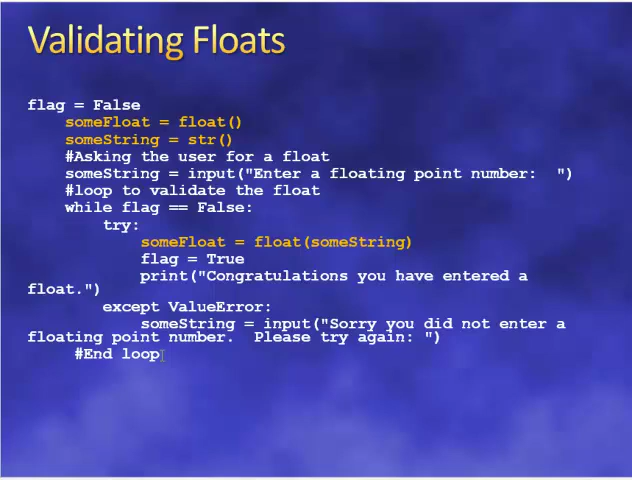 Validating Floats
flag = False
someFloat = float()
someString = str()
#Asking the user for a float
someString = input("Enter a floating point number:  ")
#loop to validate the float
while flag == False:
try:
someFloat = float(someString)
flag = True
print("Congratulations you have entered a
float.")
except ValueError:
someString = input("Sorry you did not enter a
floating point number.  Please try again: ")
#End loop